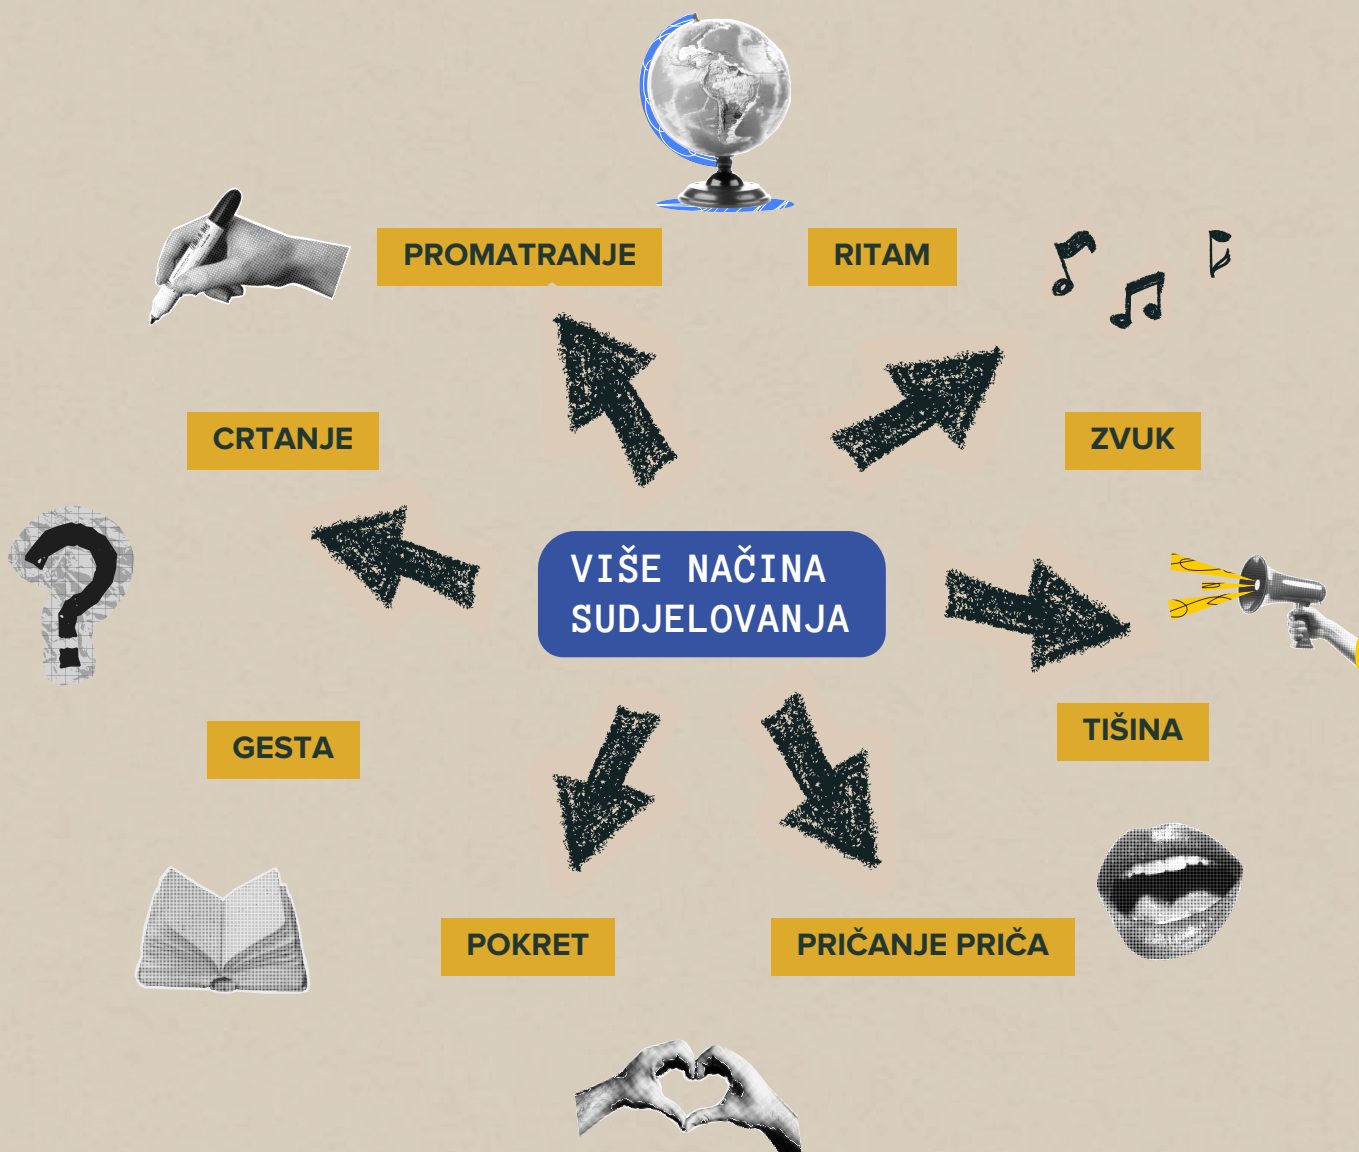 PROMATRANJE
RITAM
CRTANJE
ZVUK
VIŠE NAČINA
SUDJELOVANJA
GESTA
TIŠINA
POKRET
PRIČANJE PRIČA